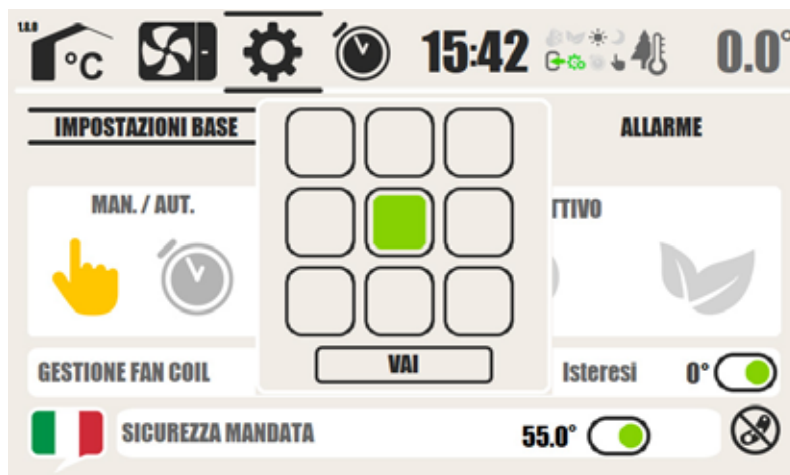 1.8.0
°C
15:42
0.0°
IMPOSTAZIONI BASE
ALLARME
MAN. / AUT.
TTIVO
VAI
GESTIONE FAN COIL
Isteresi 0°
SICUREZZA MANDATA
55.0°